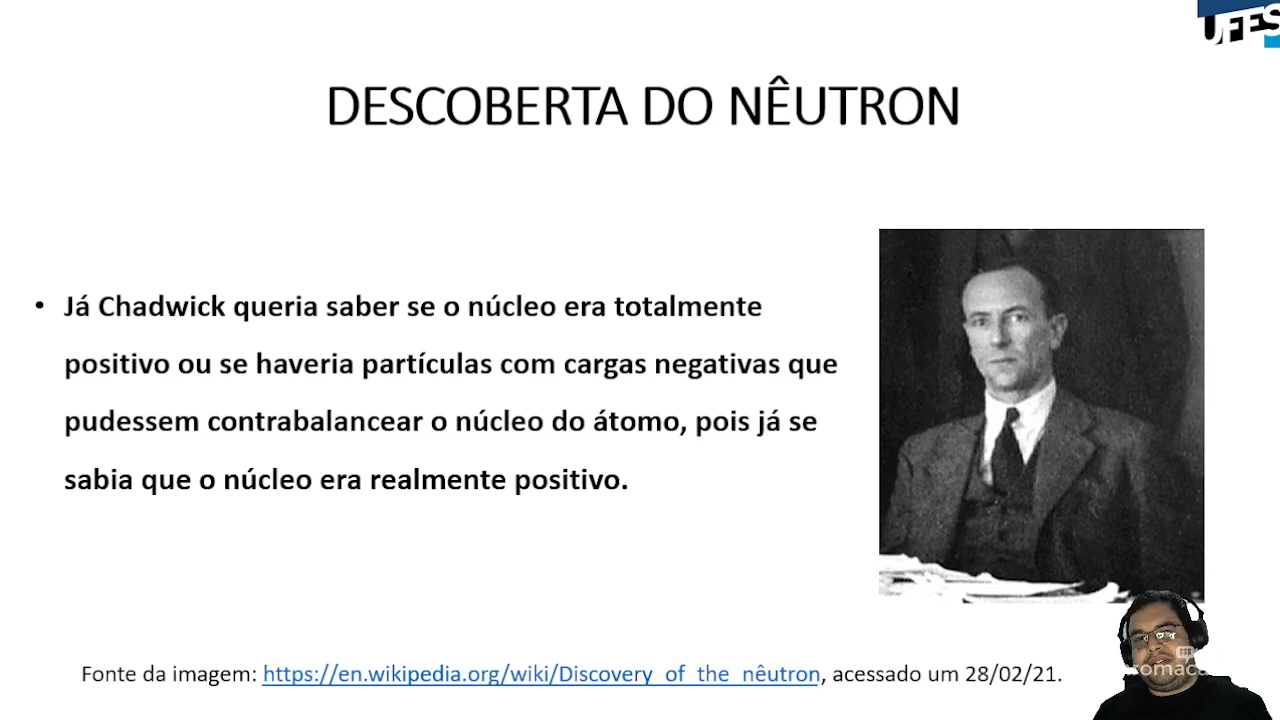 UFES
DESCOBERTA DO NÊUTRON
• Já Chadwick queria saber se o núcleo era totalmente
positivo ou se haveria partículas com cargas negativas que
pudessem contrabalancear o núcleo do átomo, pois já se
sabia que o núcleo era realmente positivo.
Fonte da imagem: https://en.wikipedia.org/wiki/Discovery_of_the_nêutron, acessado um 28/02/21.